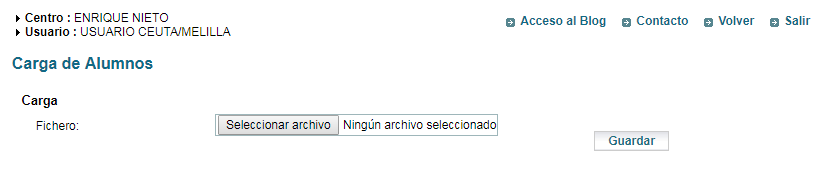 Centro : ENRIQUE NIETO
Usuario : USUARIO CEUTA/MELILLA
Acceso al Blog Contacto Volver Salir
Carga de Alumnos
Carga
Fichero: Seleccionar archivo Ningún archivo seleccionado
Guardar